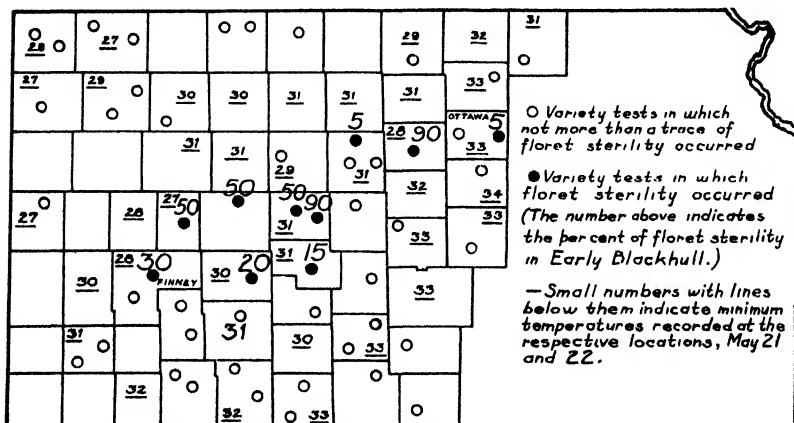 31
28 27 29 32
27 29 30 30 31 31 31 33
OTTAWA 5
5 28 90 33
31 31 29 31
32 34
27 28 27 50 50 50 90 31 33 33
28 30 30 20 31 15
30 FINNEY 33
31 31 30 33
32 32 33
○ Variety tests in which
not more than a trace of
floret sterility occurred
● Variety tests in which
floret sterility occurred
(The number above indicates
the percent of floret sterility
in Early Blackhull.)
— Small numbers with lines
below them indicate minimum
temperatures recorded at the
respective locations, May 21
and 22.